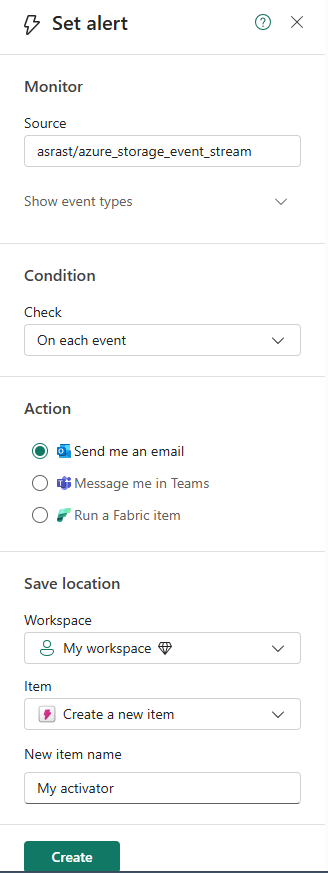 Set alert
Monitor
Source
asrast/azure_storage_event_stream
Show event types
Condition
Check
On each event
Action
Send me an email
Message me in Teams
Run a Fabric item
Save location
Workspace
My workspace
Item
Create a new item
New item name
My activator
Create